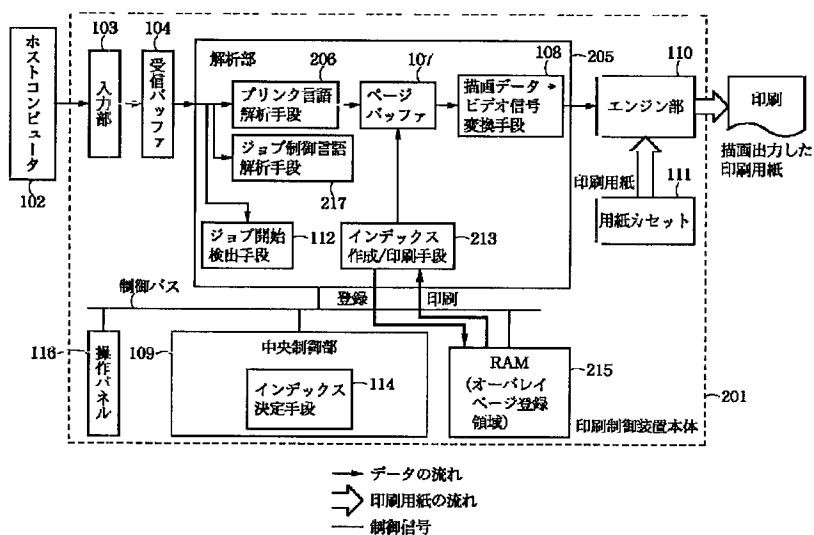 ホストコンピュータ
102
103
入力部
104
受信バッファ
解析部
206
プリンタ言語
解析手段
ジョブ制御言語
解析手段
217
ジョブ開始
検出手段
112
107
ページ
バッファ
108
描画データ→
ビデオ信号
変換手段
205
インデックス
作成/印刷手段
213
110
エンジン部
印刷
描画出力した
印刷用紙
印刷用紙
111
用紙カセット
制御バス
登録
印刷
116
操作パネル
109
中央制御部
インデックス
決定手段
114
RAM
(オーバレイ
ページ登録
領域)
215
201
印刷制御装置本体
データの流れ
印刷用紙の流れ
制御信号